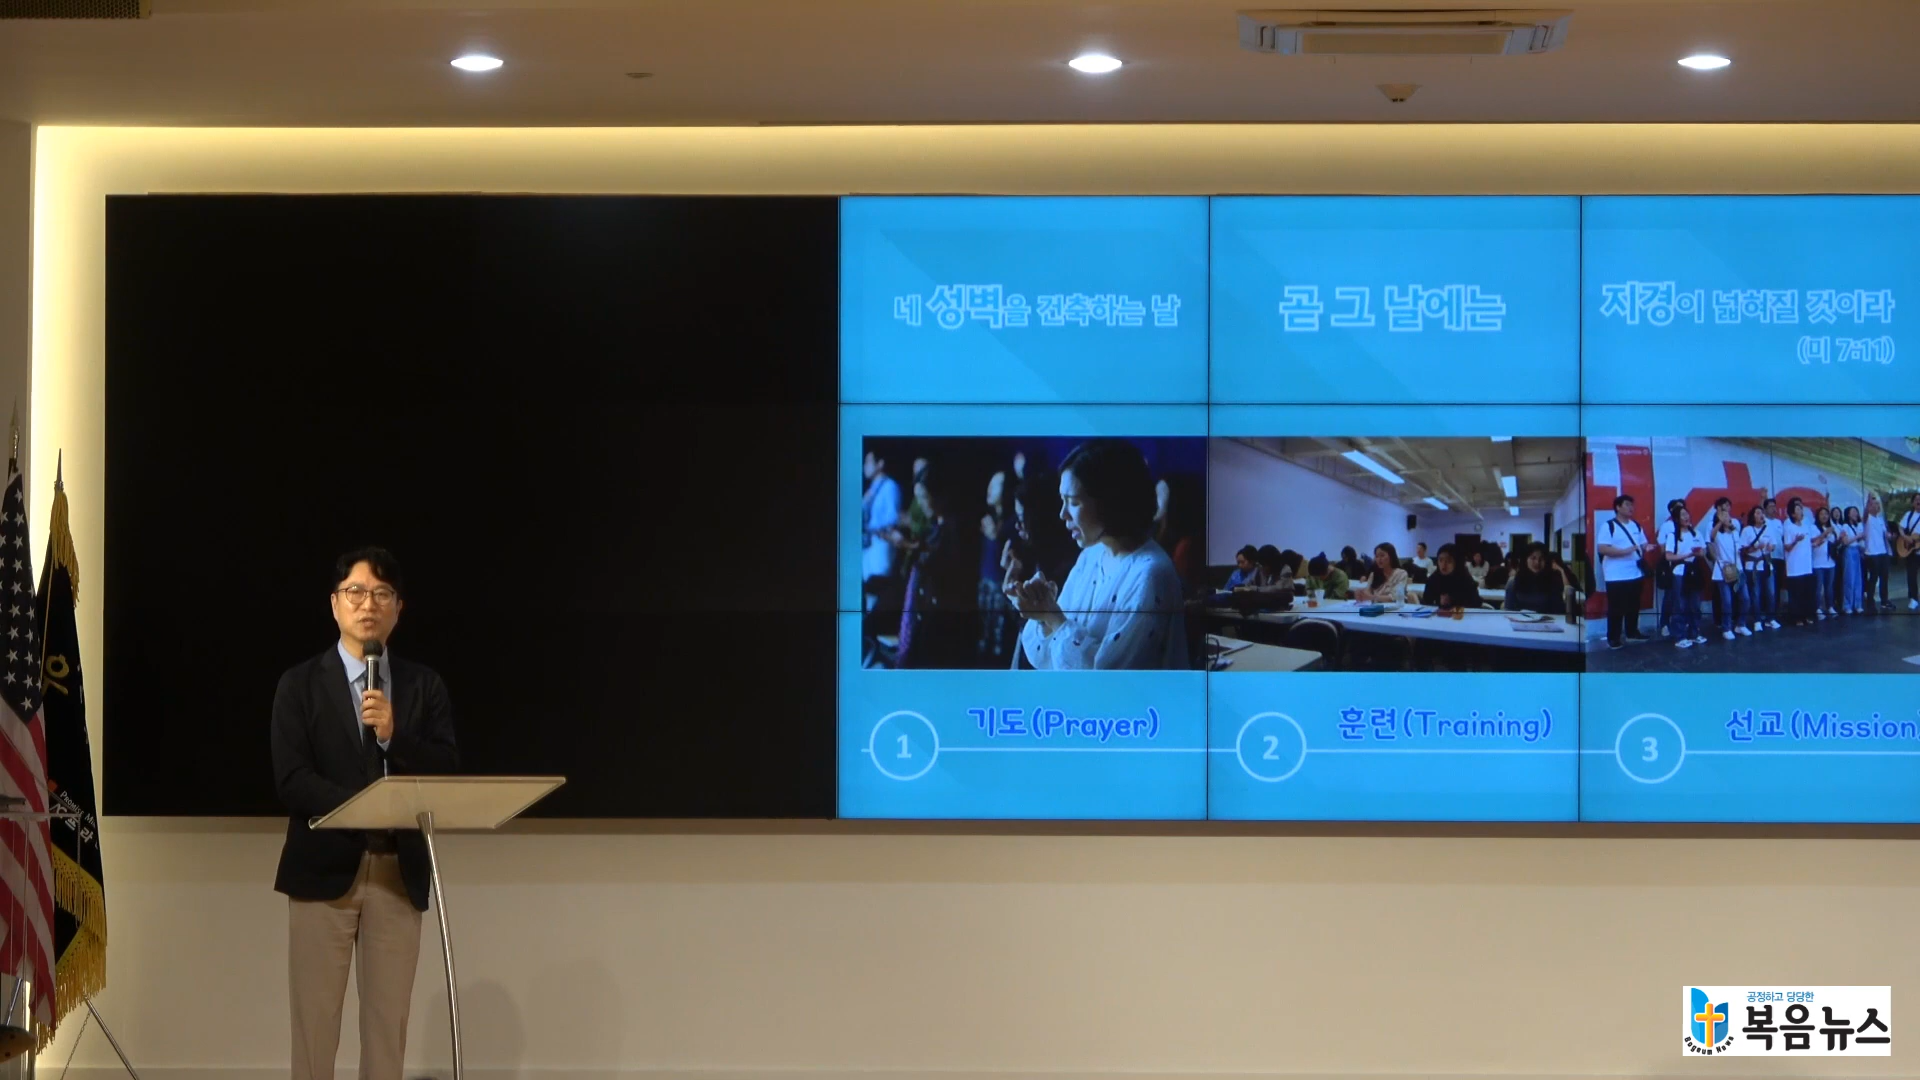 네 성벽을 건축하는 날
곧 그 날에는
지경이 넓혀질 것이라
(미 7:11)
1
기도(Prayer)
2
훈련(Training)
3
선교(Mission)
공정하고 당당한
복음뉴스
Bogeum News